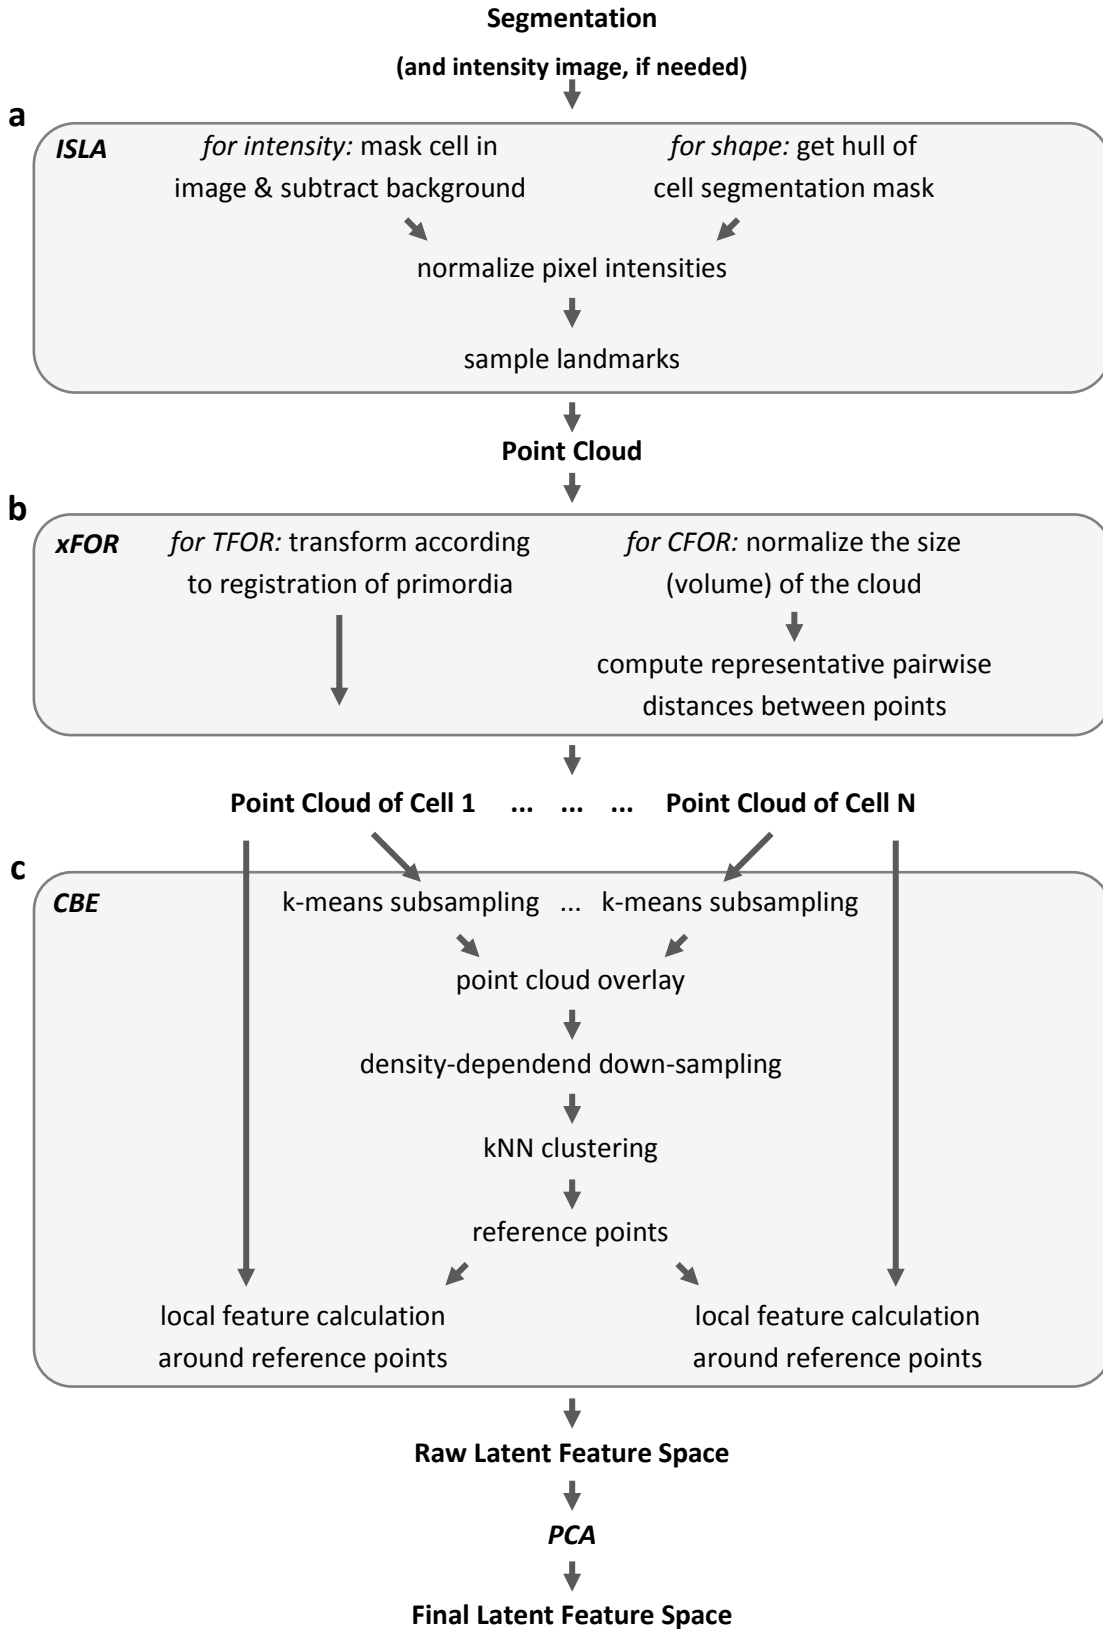 Segmentation
(and intensity image, if needed)
a
ISLA
for intensity: mask cell in
image & subtract background
for shape: get hull of
cell segmentation mask
normalize pixel intensities
sample landmarks
Point Cloud
b
xFOR
for TFOR: transform according
to registration of primordia
for CFOR: normalize the size
(volume) of the cloud
compute representative pairwise
distances between points
Point Cloud of Cell 1 ... ... ... Point Cloud of Cell N
c
CBE
k-means subsampling ... k-means subsampling
point cloud overlay
density-dependend down-sampling
kNN clustering
reference points
local feature calculation
around reference points
local feature calculation
around reference points
Raw Latent Feature Space
PCA
Final Latent Feature Space